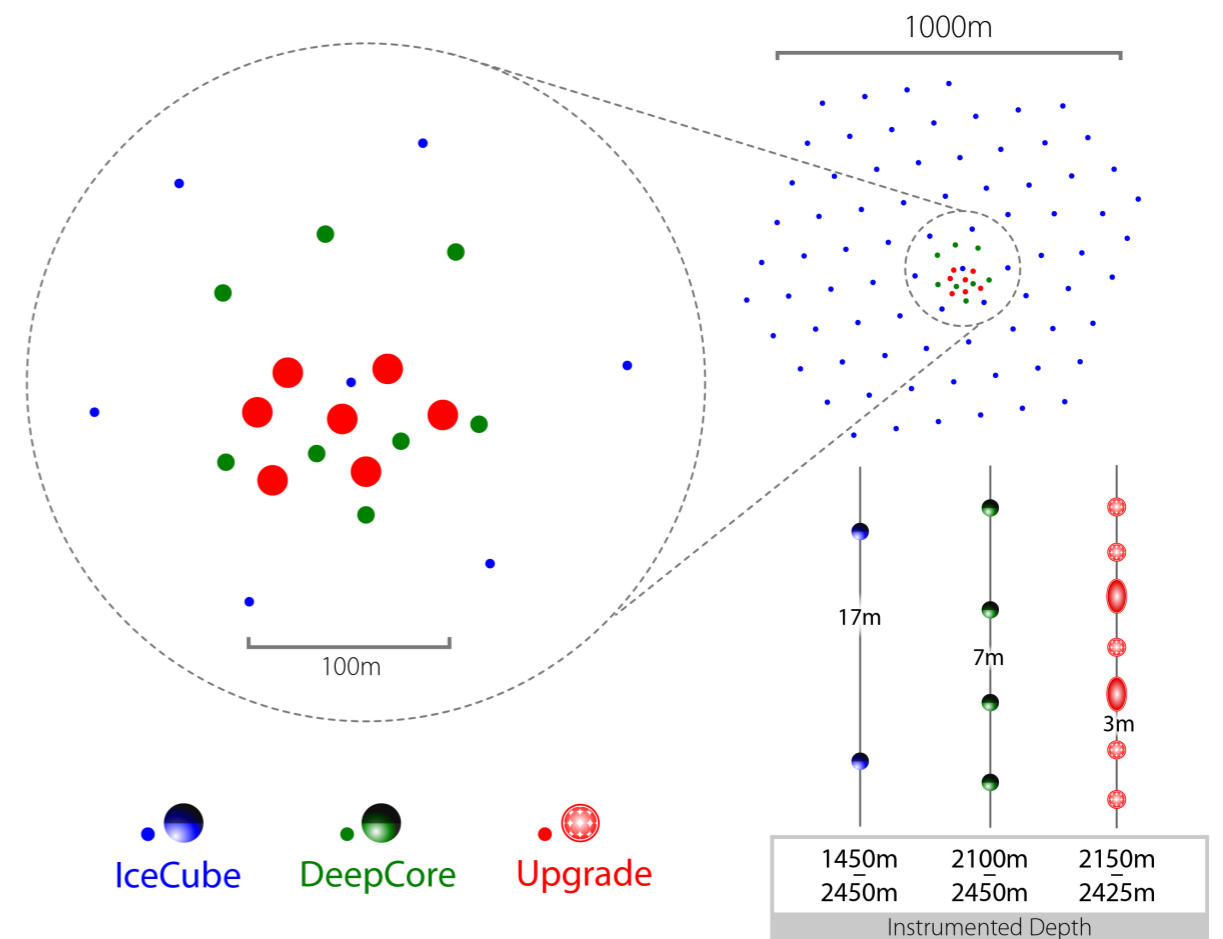 1000m
100m
17m
7m
3m
IceCube
DeepCore
Upgrade
1450m
–
2450m
2100m
–
2450m
2150m
–
2425m
Instrumented Depth